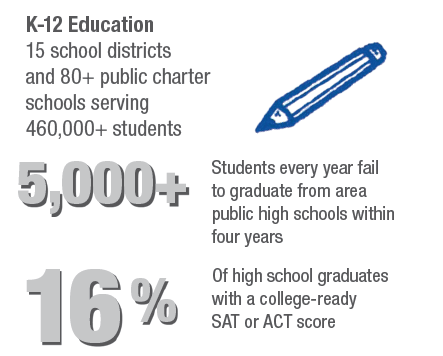 K-12 Education
15 school districts
and 80+ public charter
schools serving
460,000+ students
5,000+
Students every year fail
to graduate from area
public high schools within
four years
16%
Of high school graduates
with a college-ready
SAT or ACT score